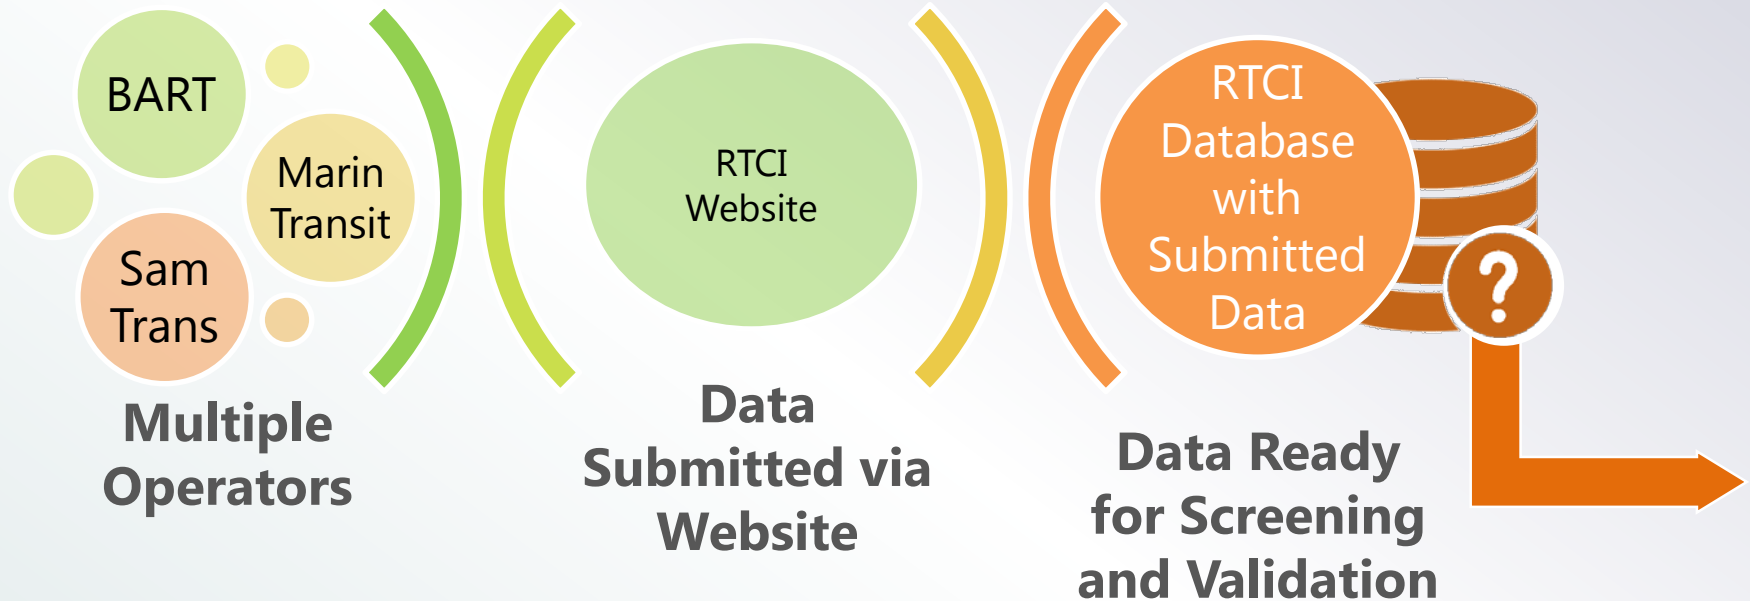 BART
Marin
Transit
Sam
Trans
Multiple
Operators
RTCI
Website
Data
Submitted via
Website
RTCI
Database
with
Submitted
Data
?
Data Ready
for Screening
and Validation